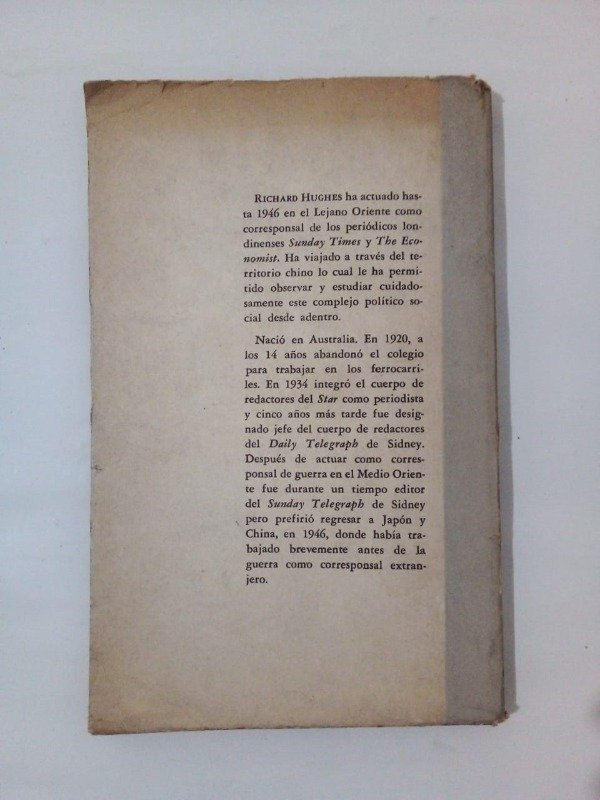 RICHARD HUGHES ha actuado has-
ta 1946 en el Lejano Oriente como
corresponsal de los periódicos lon-
dinenses Sunday Times y The Eco-
nomist. Ha viajado a través del te-
rritorio chino lo cual le ha permi-
tido observar y estudiar cuidado-
samente este complejo político so-
cial desde adentro.
Nació en Australia. En 1920, a
los 14 años abandonó el colegio
para trabajar en los ferrocarri-
les. En 1934 integró el cuerpo de
redactores del Star como periodista
y cinco años más tarde fue desig-
nado jefe del cuerpo de redactores
del Daily Telegraph de Sidney.
Después de actuar como corres-
ponsal de guerra en el Medio Orien-
te fue durante un tiempo editor
del Sunday Telegraph de Sidney
pero prefirió regresar a Japón y
China, en 1946, donde había tra-
bajado brevemente antes de la
guerra como corresponsal extran-
jero.